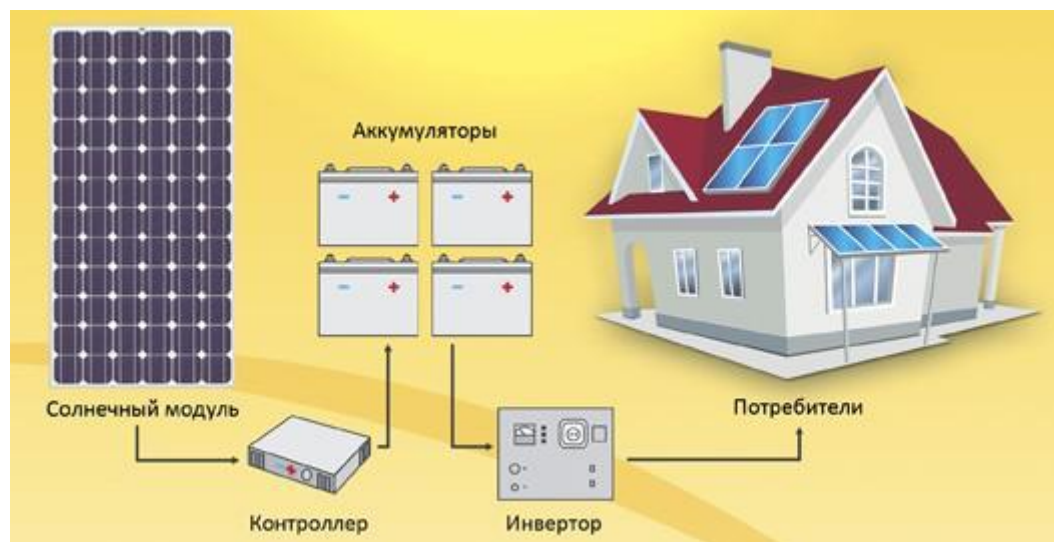 Аккумуляторы
Солнечный модуль
Потребители
Контроллер
Инвертор